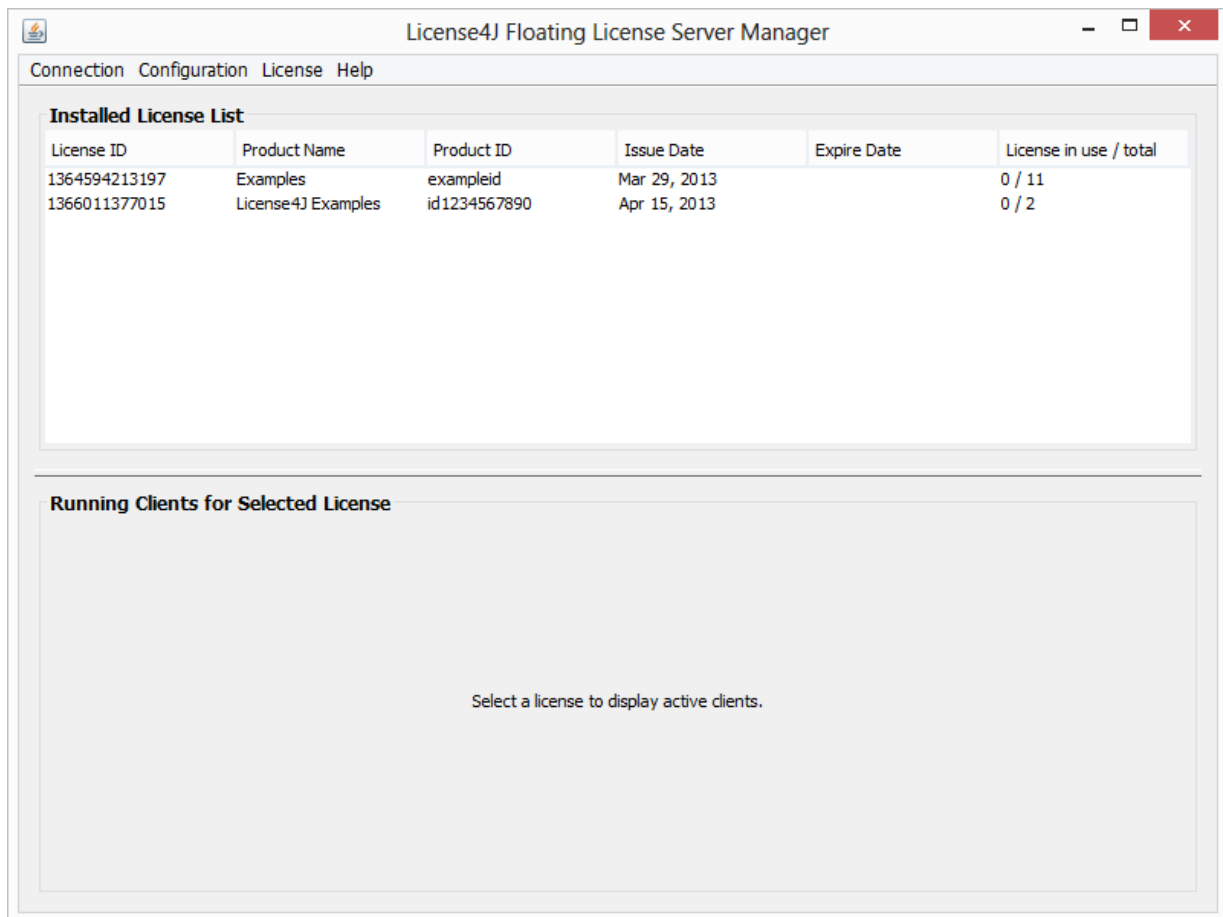 License4J Floating License Server Manager
Connection Configuration License Help
Installed License List
License ID Product Name Product ID Issue Date Expire Date License in use / total
1364594213197 Examples exampleid Mar 29, 2013 0 / 11
1366011377015 License4J Examples id1234567890 Apr 15, 2013 0 / 2
Running Clients for Selected License
Select a license to display active clients.